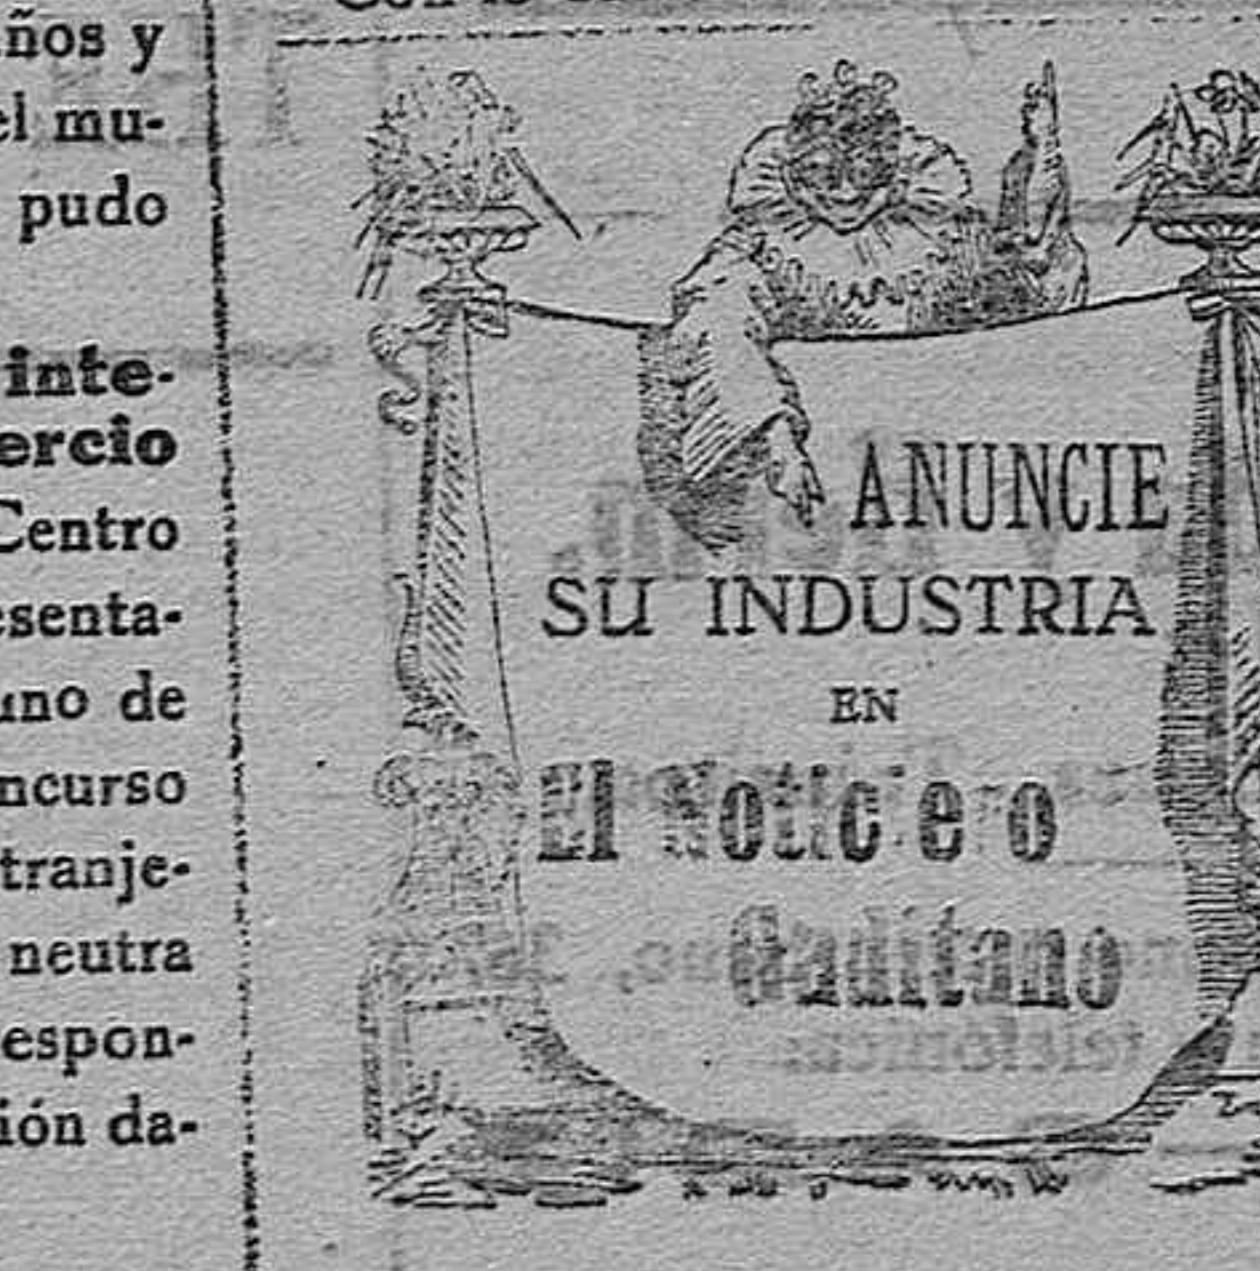 años y
el mu-
pudo
inte-
ercio
Centro
esenta-
uno de
ncurso
tranje-
neutra
espon-
ión da-
ANUNCIE
SU INDUSTRIA
EN
El Noticiero
Gaditano